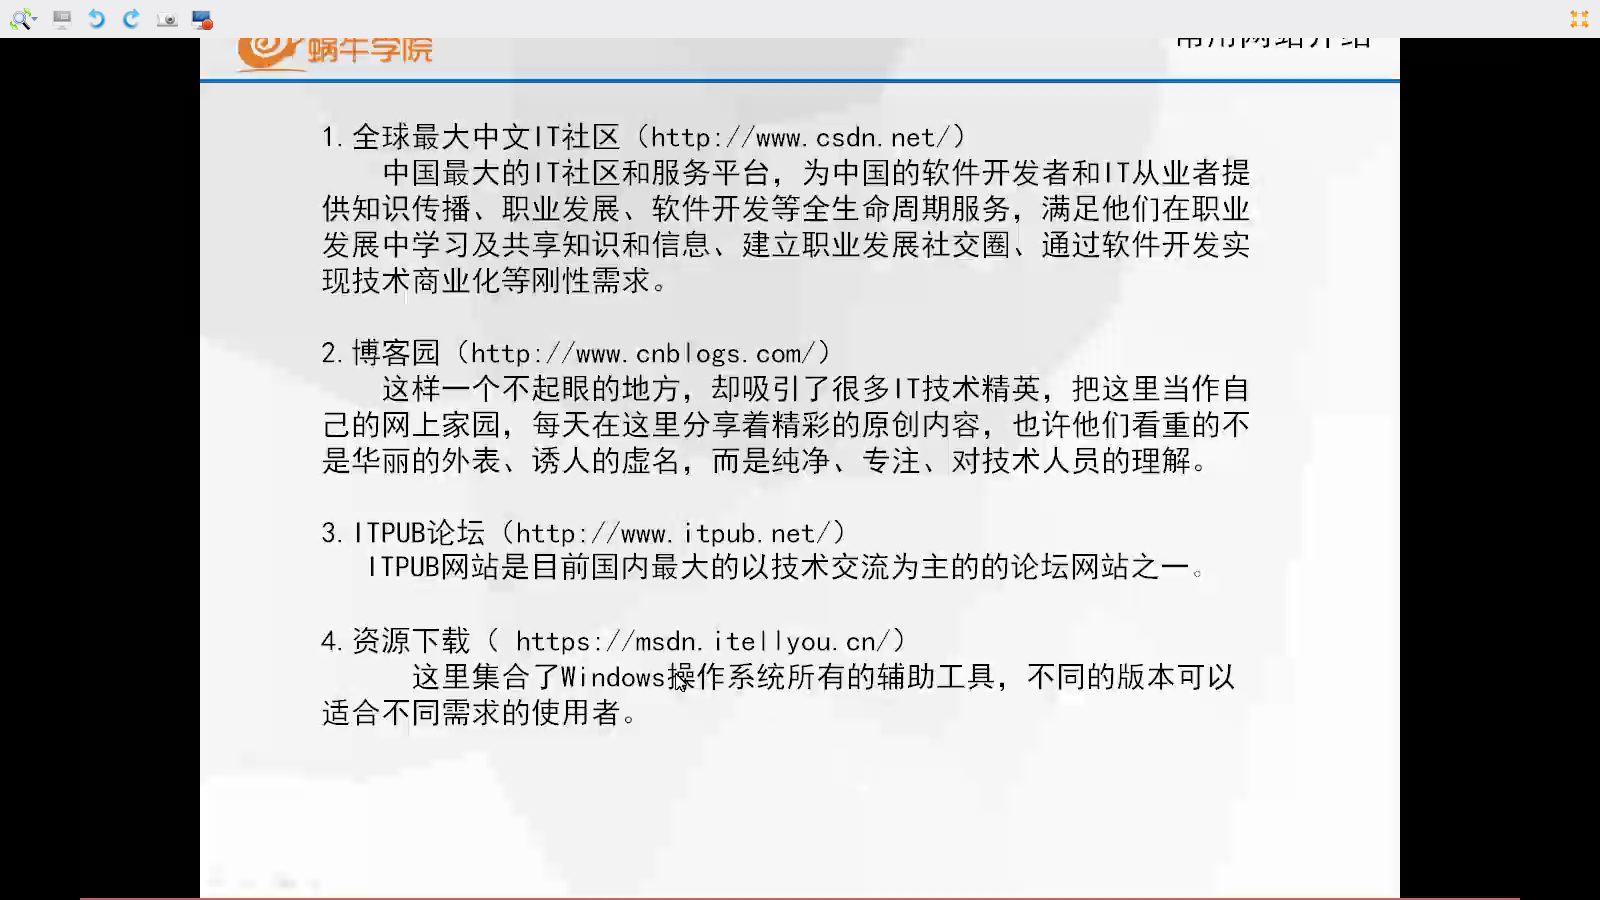 蜗牛学院
常用网站介绍
1.全球最大中文IT社区（http://www.csdn.net/）
中国最大的IT社区和服务平台，为中国的软件开发者和IT从业者提
供知识传播、职业发展、软件开发等全生命周期服务，满足他们在职业
发展中学习及共享知识和信息、建立职业发展社交圈、通过软件开发实
现技术商业化等刚性需求。
2.博客园（http://www.cnblogs.com/）
这样一个不起眼的地方，却吸引了很多IT技术精英，把这里当作自
己的网上家园，每天在这里分享着精彩的原创内容，也许他们看重的不
是华丽的外表、诱人的虚名，而是纯净、专注、对技术人员的理解。
3.ITPUB论坛（http://www.itpub.net/）
ITPUB网站是目前国内最大的以技术交流为主的的论坛网站之一。
4.资源下载（ https://msdn.itellyou.cn/）
这里集合了Windows操作系统所有的辅助工具，不同的版本可以
适合不同需求的使用者。